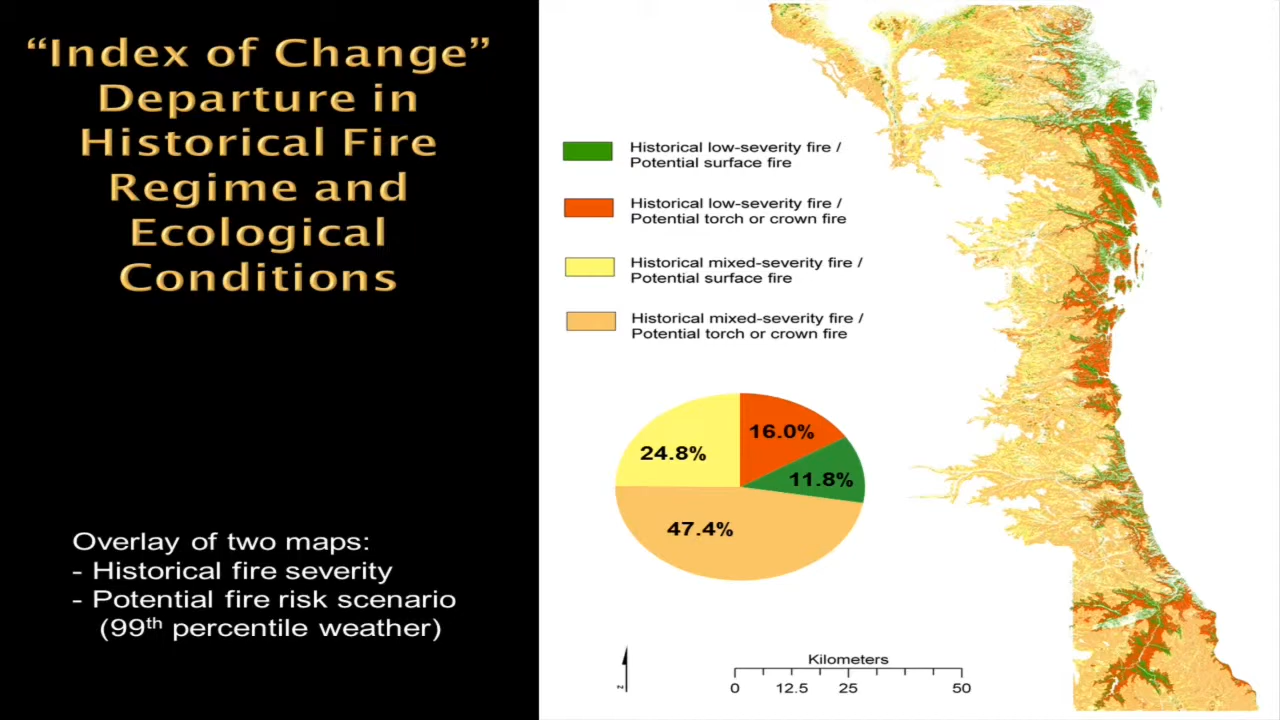 “Index of Change”
Departure in
Historical Fire
Regime and
Ecological
Conditions
Overlay of two maps:
- Historical fire severity
- Potential fire risk scenario
(99th percentile weather)
Historical low-severity fire /
Potential surface fire
Historical low-severity fire /
Potential torch or crown fire
Historical mixed-severity fire /
Potential surface fire
Historical mixed-severity fire /
Potential torch or crown fire
16.0%
24.8%
11.8%
47.4%
N
Kilometers
0 12.5 25 50